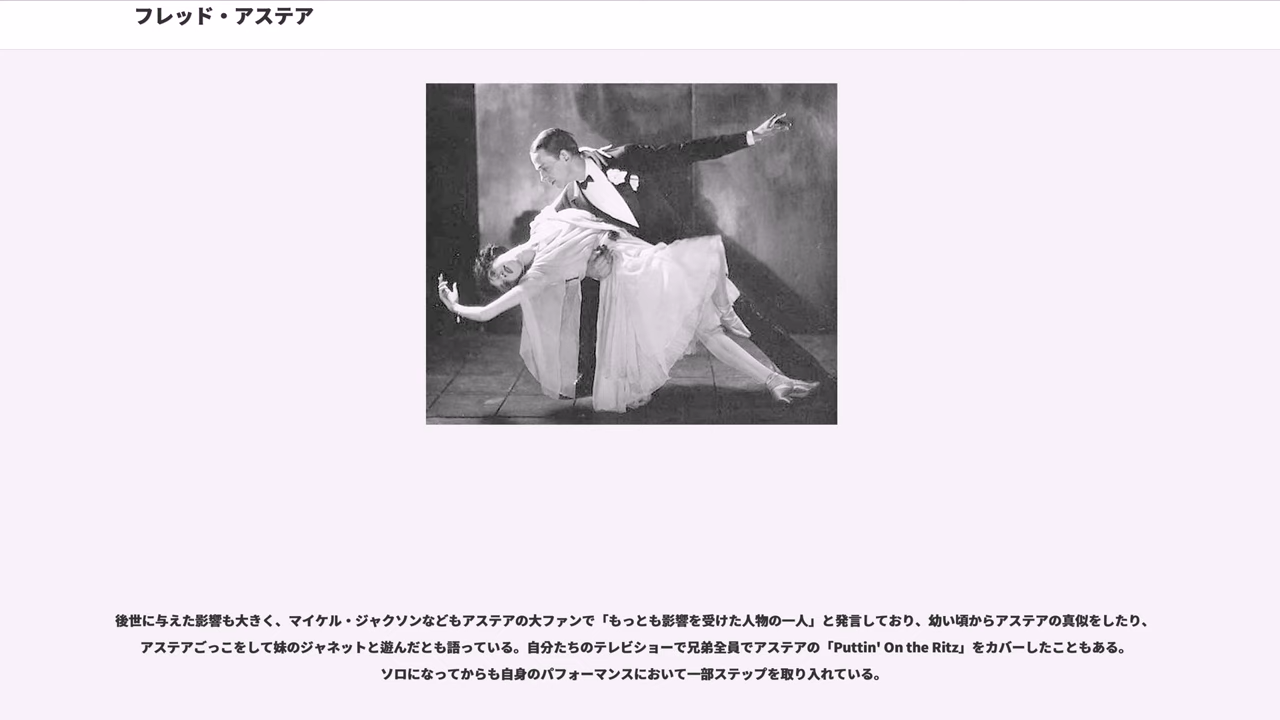 フレッド・アステア
後世に与えた影響も大きく、マイケル・ジャクソンなどもアステアの大ファンで「もっとも影響を受けた人物の一人」と発言しており、幼い頃からアステアの真似をしたり、
アステアごっこをして妹のジャネットと遊んだとも語っている。自分たちのテレビショーで兄弟全員でアステアの「Puttin' On the Ritz」をカバーしたこともある。
ソロになってからも自身のパフォーマンスにおいて一部ステップを取り入れている。